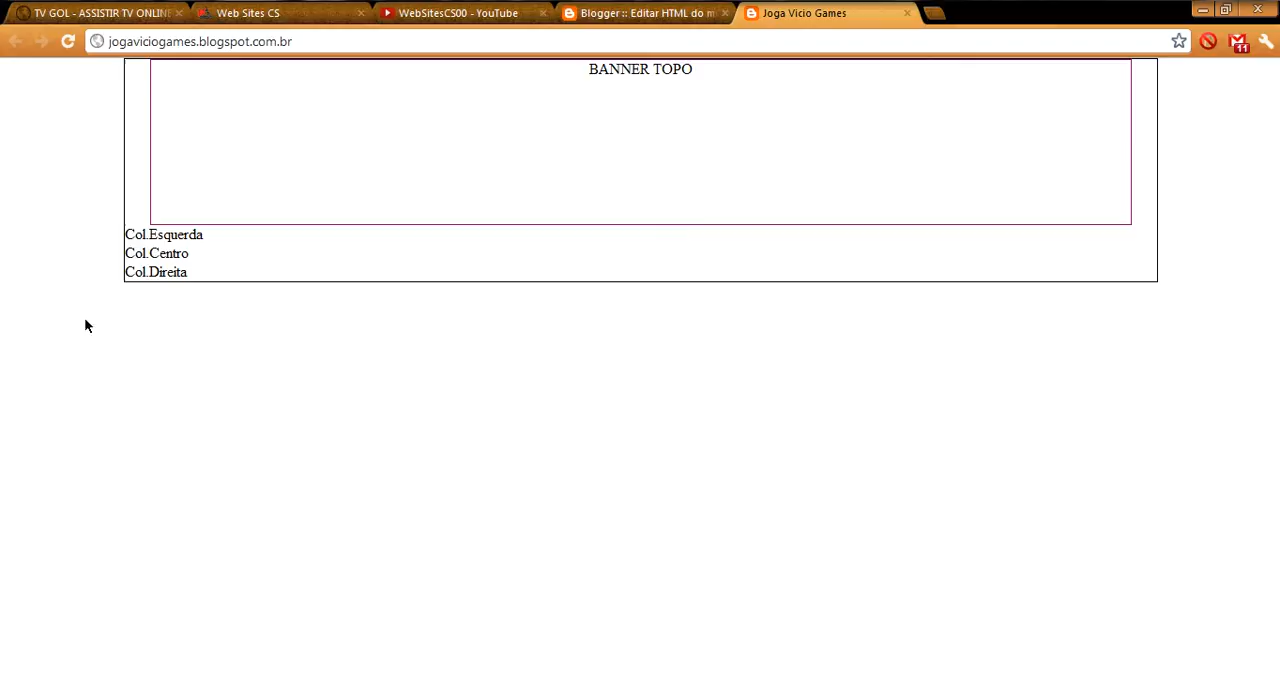 TV GOL - ASSISTIR TV ONLINE
Web Sites CS
WebSitesCS00 - YouTube
Blogger :: Editar HTML do m
Joga Vicio Games
jogaviciogames.blogspot.com.br
11
BANNER TOPO
Col.Esquerda
Col.Centro
Col.Direita